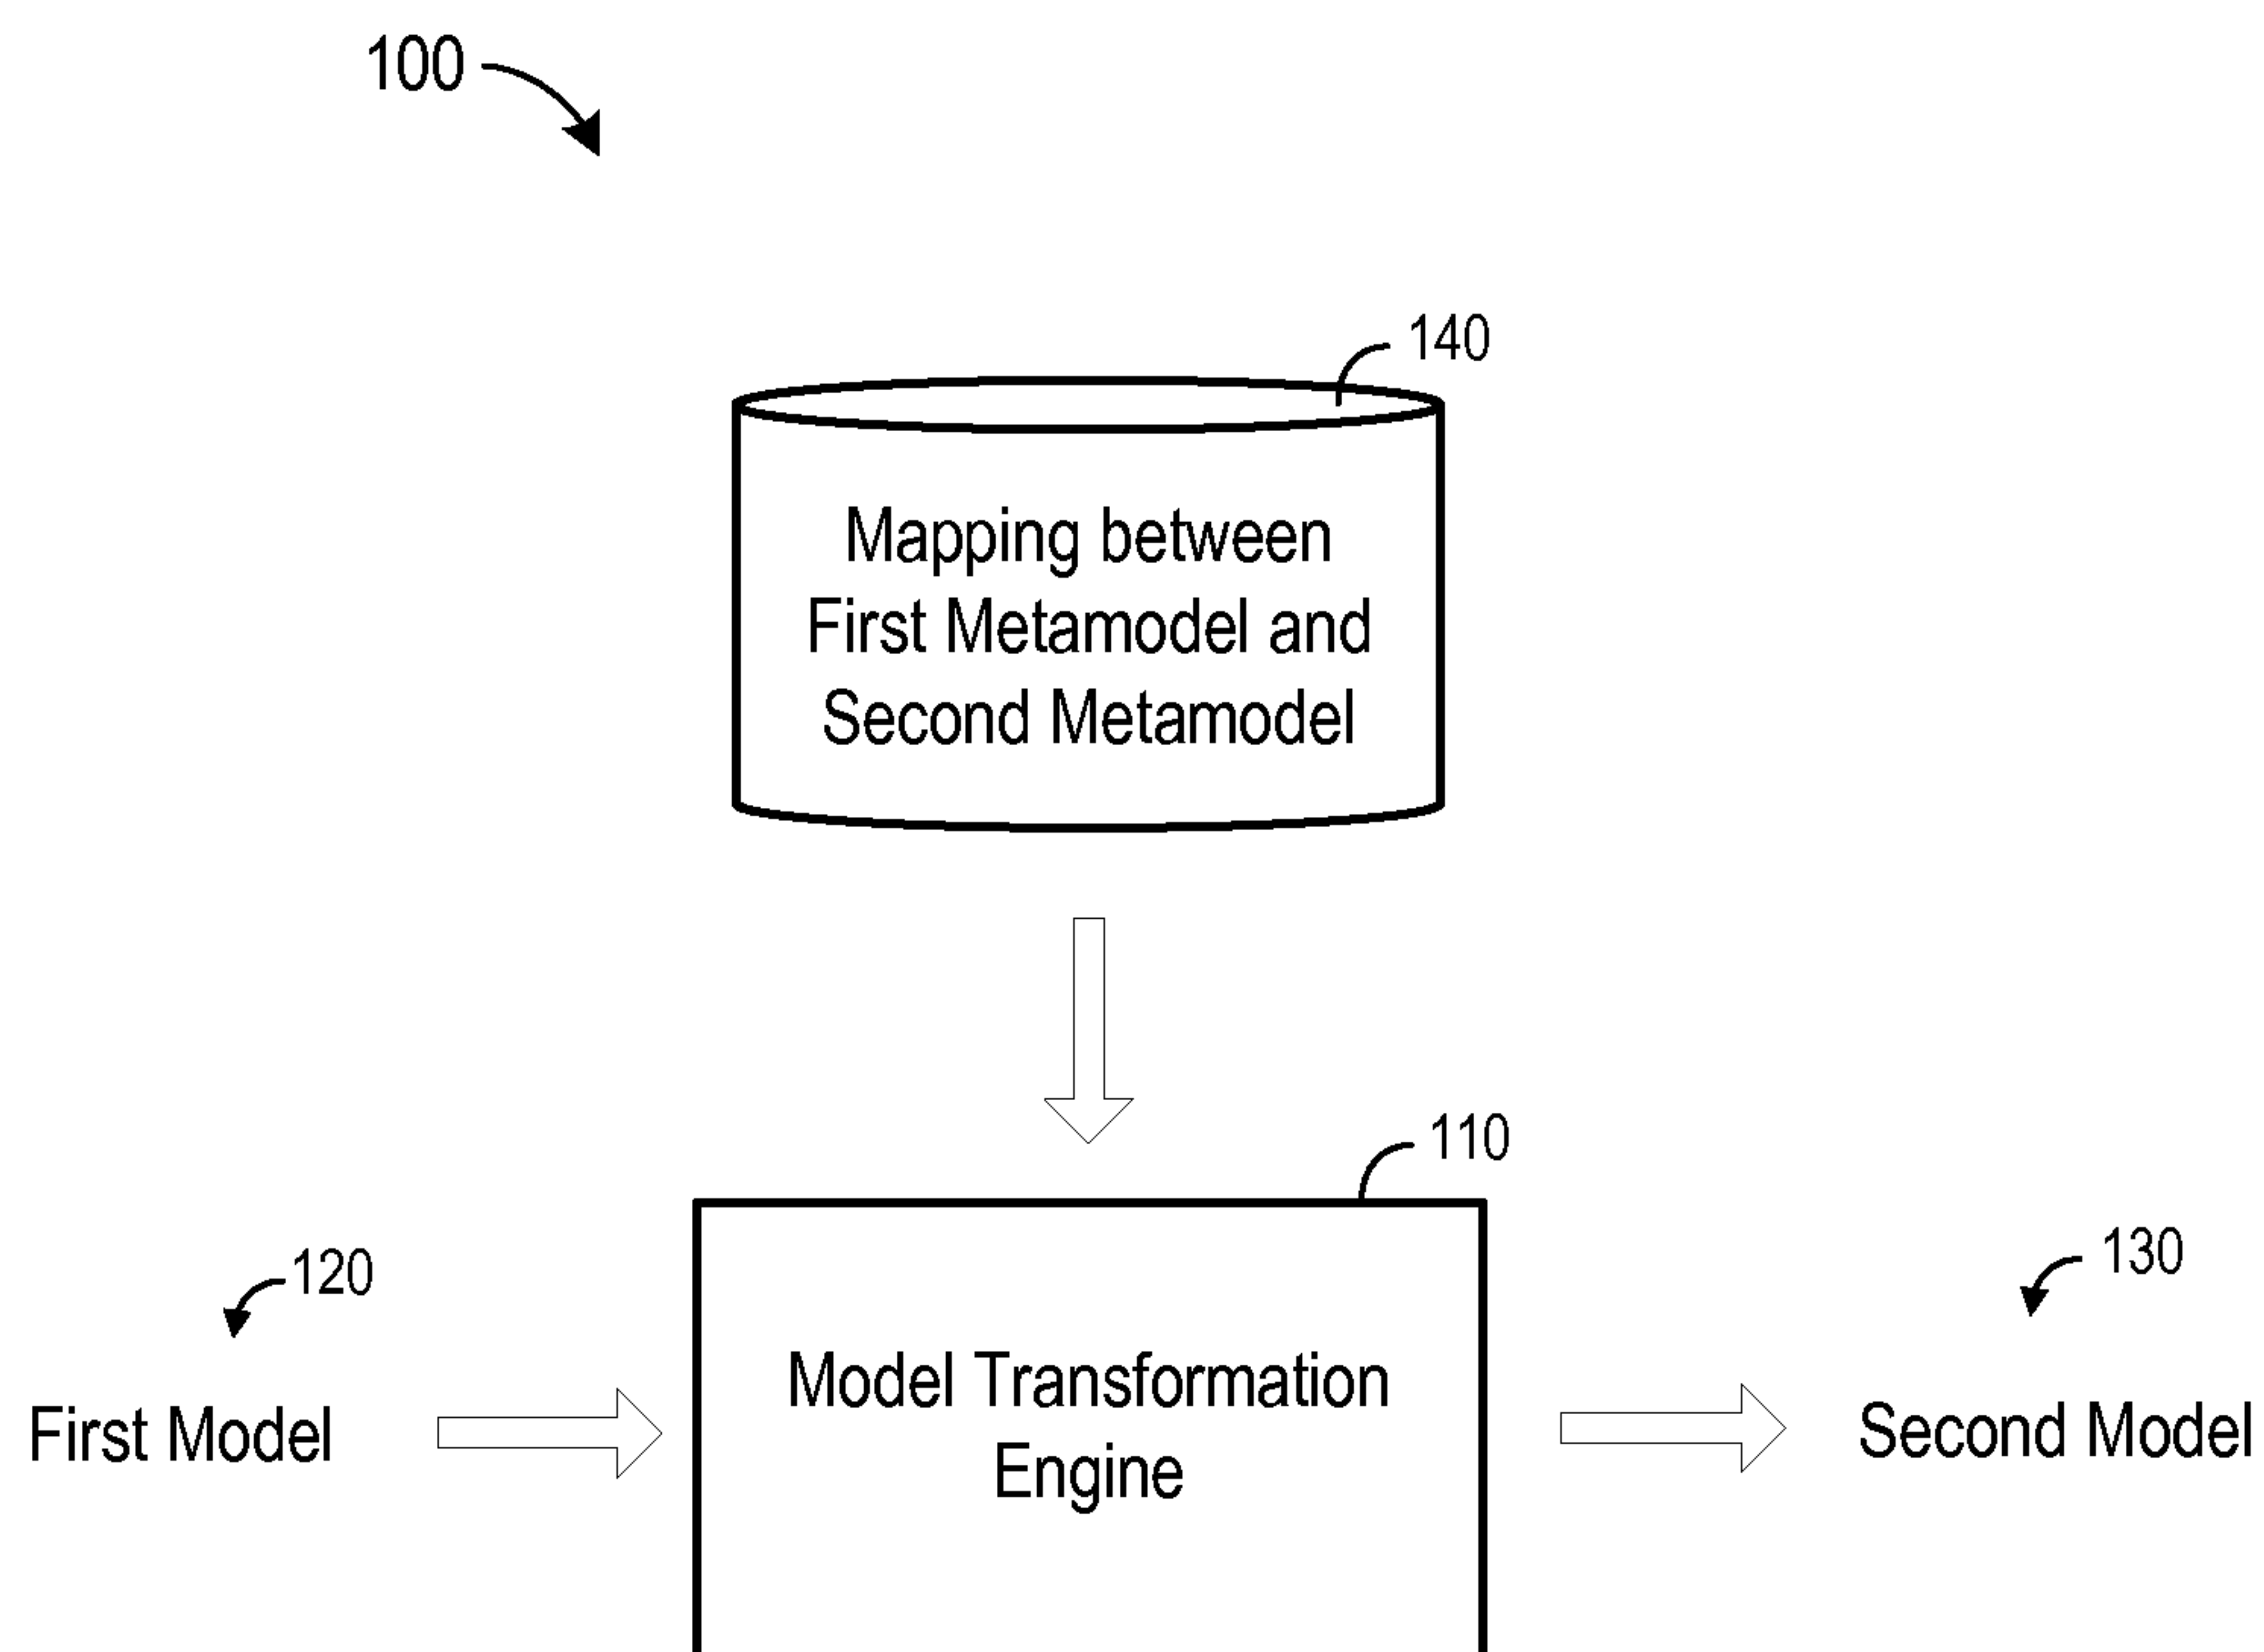 100
140
Mapping between
First Metamodel and
Second Metamodel
110
120
130
First Model
Model Transformation
Engine
Second Model